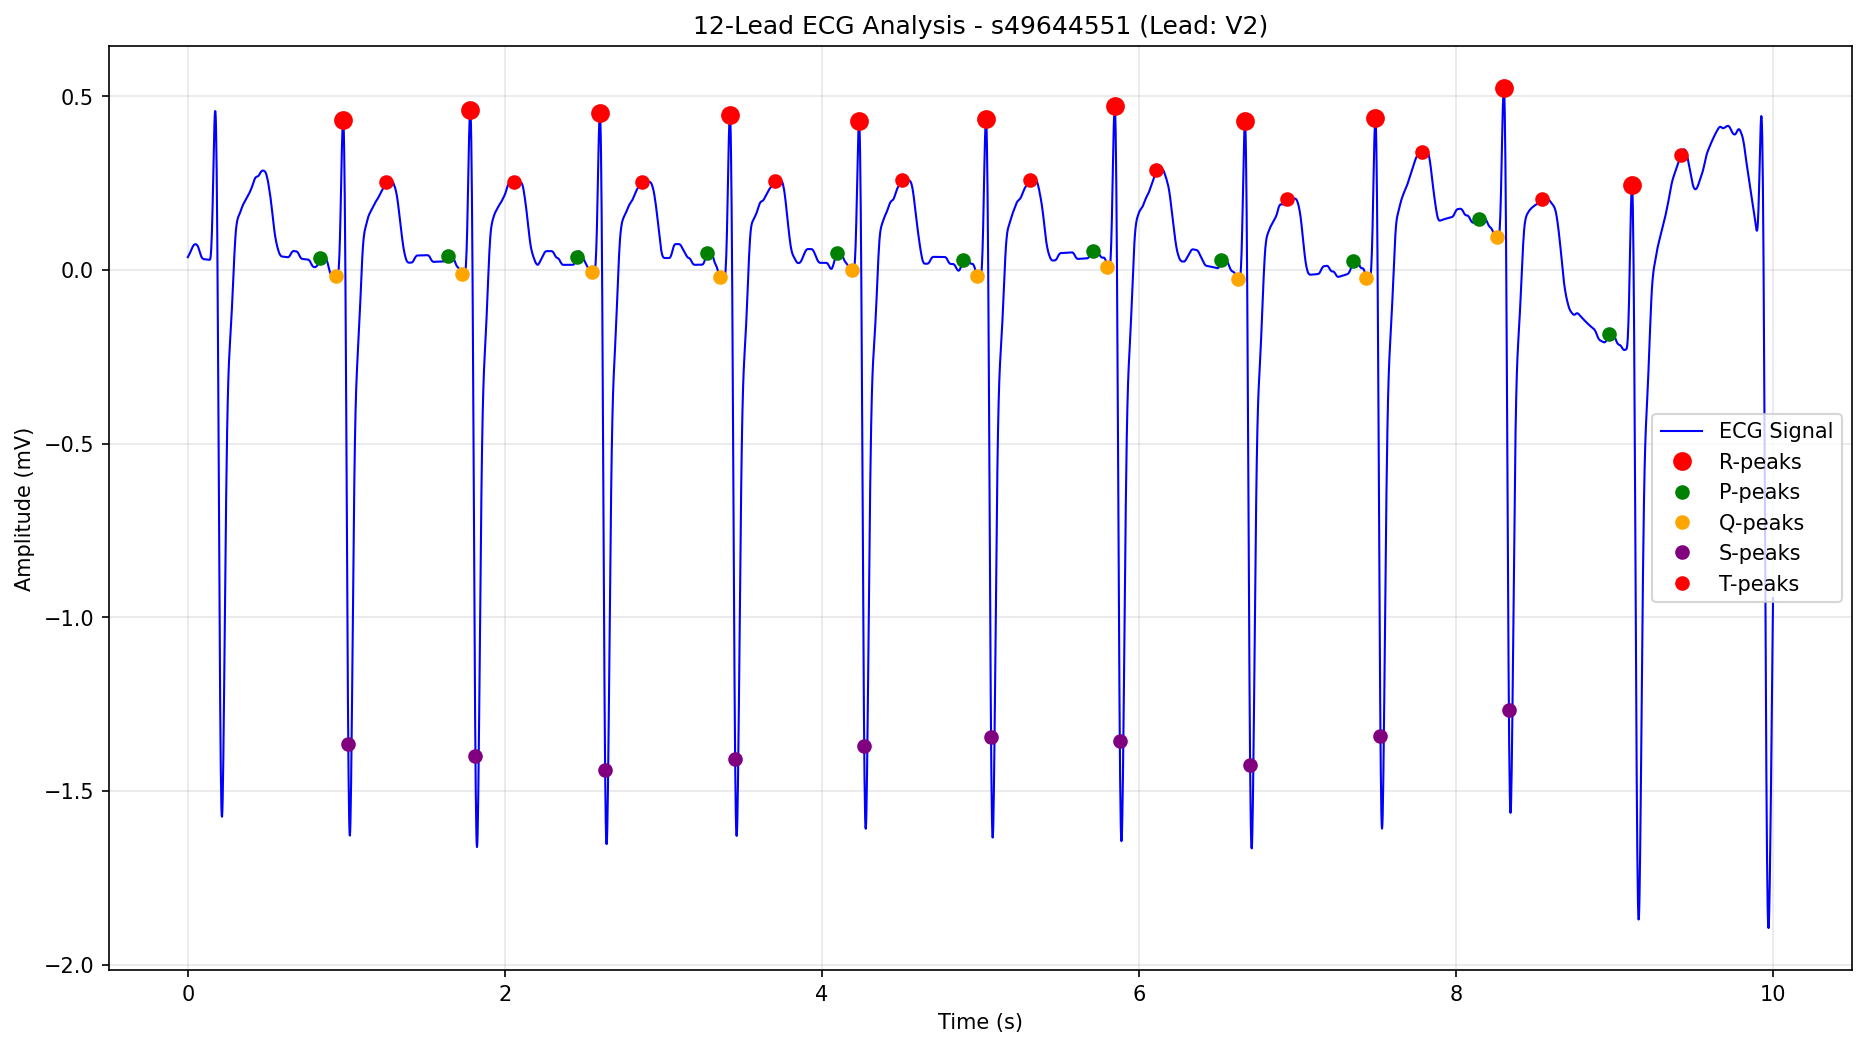 12-Lead ECG Analysis - s49644551 (Lead: V2)
Amplitude (mV)
0.5
0.0
−0.5
−1.0
−1.5
−2.0
ECG Signal
R-peaks
P-peaks
Q-peaks
S-peaks
T-peaks
0 2 4 6 8 10
Time (s)